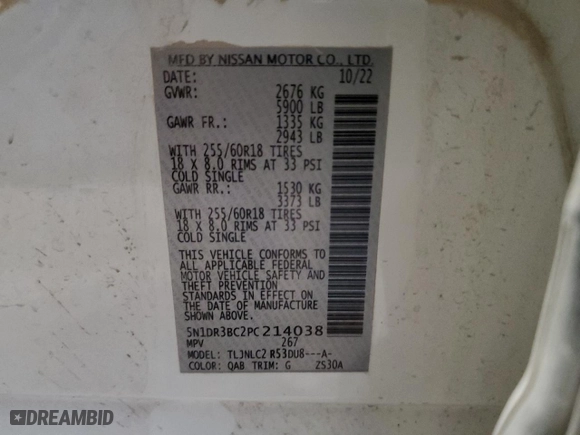 MFD BY NISSAN MOTOR CO., LTD.
DATE: 10/22
GVWR: 2676 KG
5900 LB
GAWR FR.: 1335 KG
2943 LB
WITH 255/60R18 TIRES
18 X 8.0 RIMS AT 33 PSI
COLD SINGLE
GAWR RR.: 1530 KG
3373 LB
WITH 255/60R18 TIRES
18 X 8.0 RIMS AT 33 PSI
COLD SINGLE
THIS VEHICLE CONFORMS TO
ALL APPLICABLE FEDERAL
MOTOR VEHICLE SAFETY AND
THEFT PREVENTION
STANDARDS IN EFFECT ON
THE DATE OF MANUFACTURE
SHOWN ABOVE.
5N1DR3BC2PC214038
MPV 267
MODEL: TLJNLC2 R53DU8---A-
COLOR: QAB TRIM: G ZS30A
DREAMBID